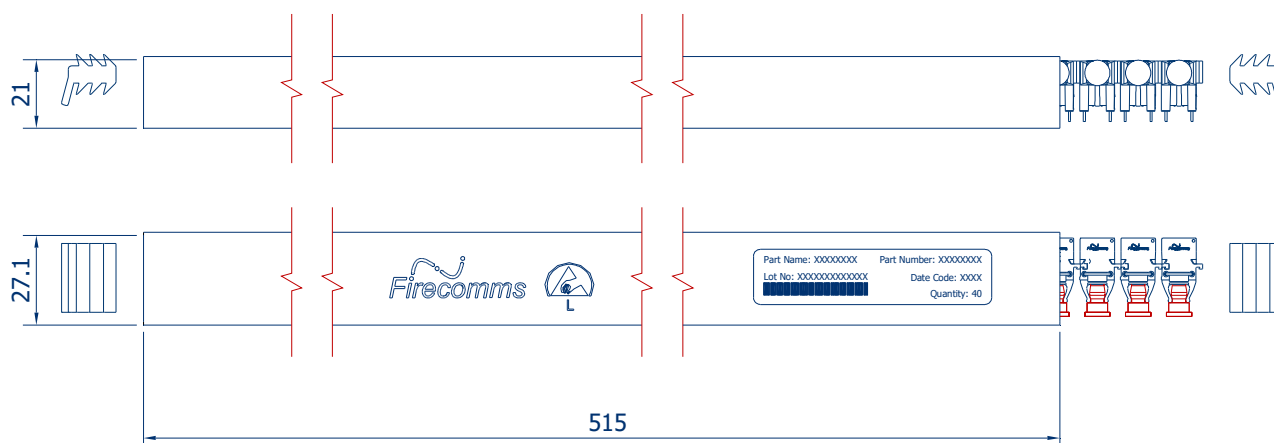 21
27.1
Firecomms
L
Part Name: XXXXXXXX Part Number: XXXXXXXX
Lot No: XXXXXXXXXXXXX Date Code: XXXX
Quantity: 40
515